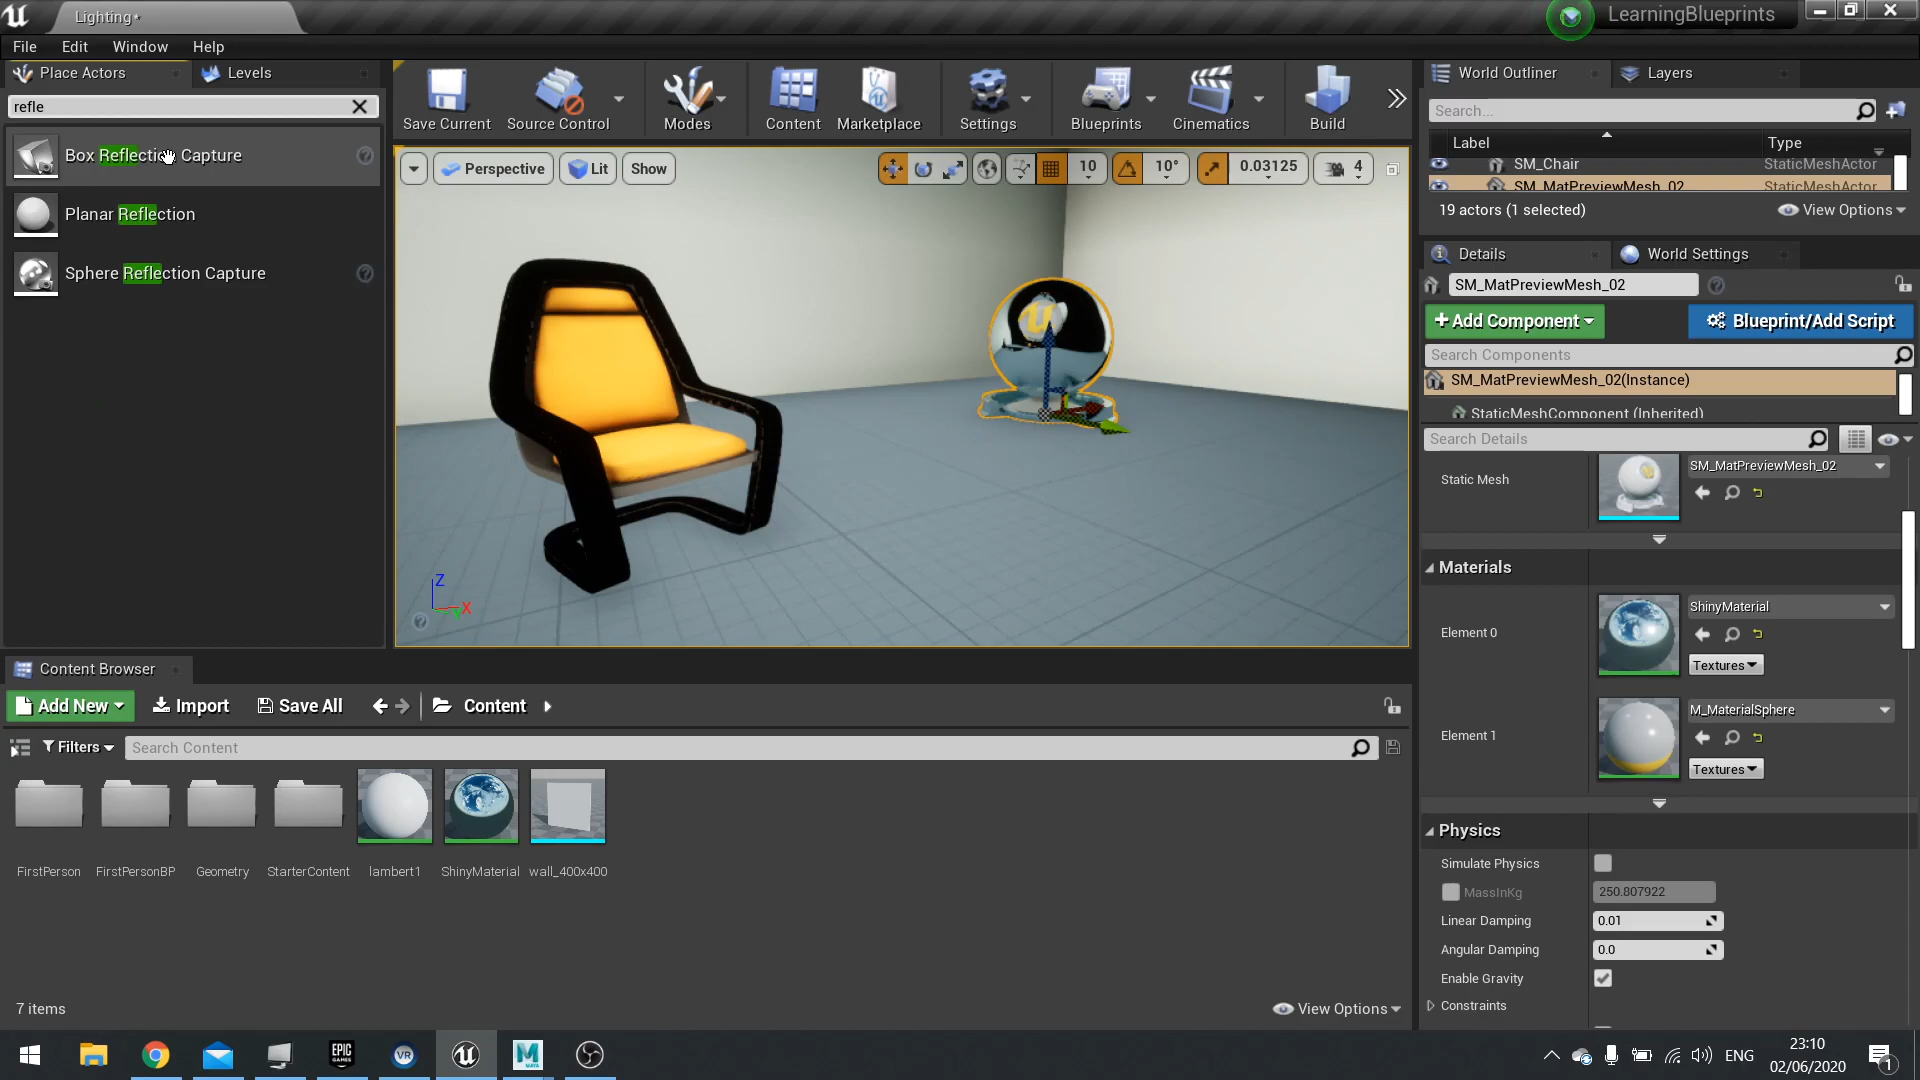 Lighting*
LearningBlueprints
File Edit Window Help
Place Actors Levels
refle
Box Reflection Capture
Planar Reflection
Sphere Reflection Capture
Save Current Source Control Modes Content Marketplace Settings Blueprints Cinematics Build
Perspective Lit Show 10 10° 0.03125 4
Z
X
Y
World Outliner Layers
Search...
Label Type
SM_Chair StaticMeshActor
SM_MatPreviewMesh_02 StaticMeshActor
19 actors (1 selected) View Options
Details World Settings
SM_MatPreviewMesh_02
+ Add Component Blueprint/Add Script
Search Components
SM_MatPreviewMesh_02(Instance)
StaticMeshComponent (Inherited)
Search Details
Static Mesh SM_MatPreviewMesh_02
Materials
Element 0 ShinyMaterial
Textures
Element 1 M_MaterialSphere
Textures
Physics
Simulate Physics
MassInKg 250.807922
Linear Damping 0.01
Angular Damping 0.0
Enable Gravity
Constraints
Content Browser
Add New Import Save All Content
Filters Search Content
FirstPerson FirstPersonBP Geometry StarterContent lambert1 ShinyMaterial wall_400x400
7 items View Options
EPIC GAMES VR M MAYA ENG 23:10
02/06/2020 1